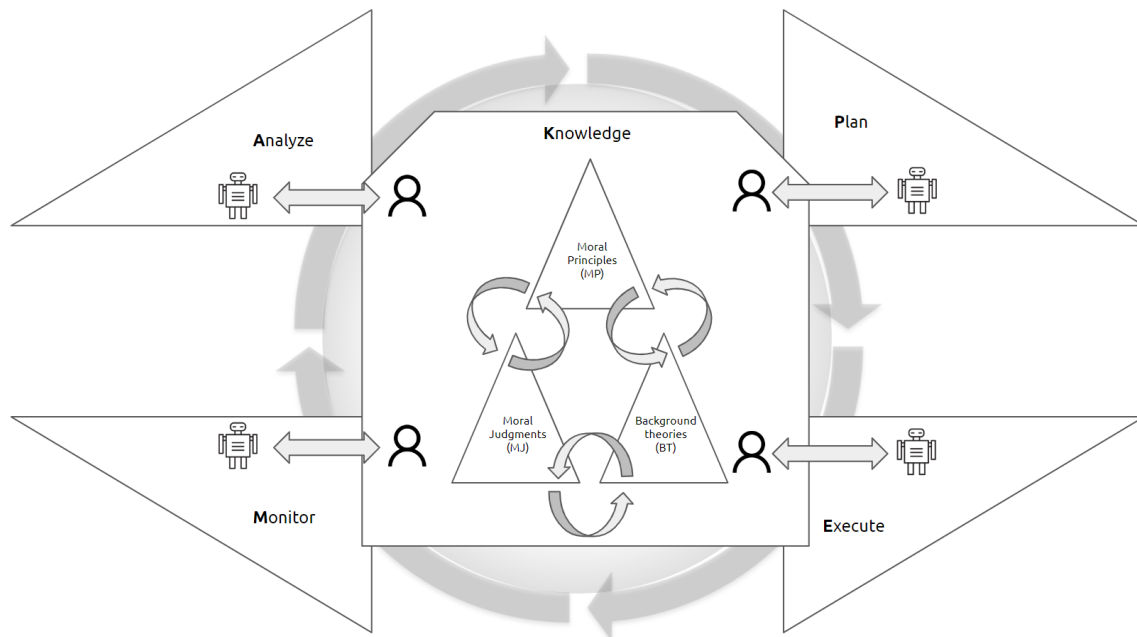 Knowledge
Analyze
Plan
Moral
Principles
(MP)
Moral
Judgments
(MJ)
Background
theories
(BT)
Monitor
Execute